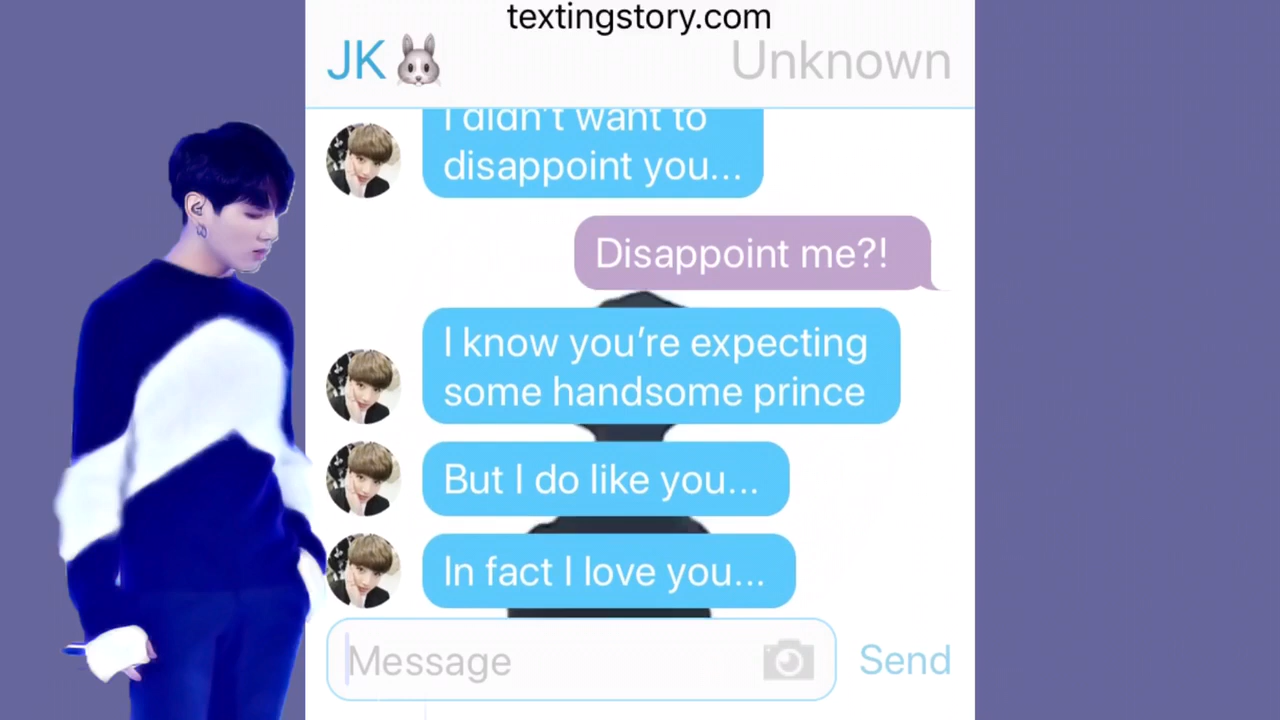 textingstory.com
JK🐰 Unknown
I didn't want to
disappoint you...
Disappoint me?!
I know you're expecting
some handsome prince
But I do like you...
In fact I love you...
Message Send